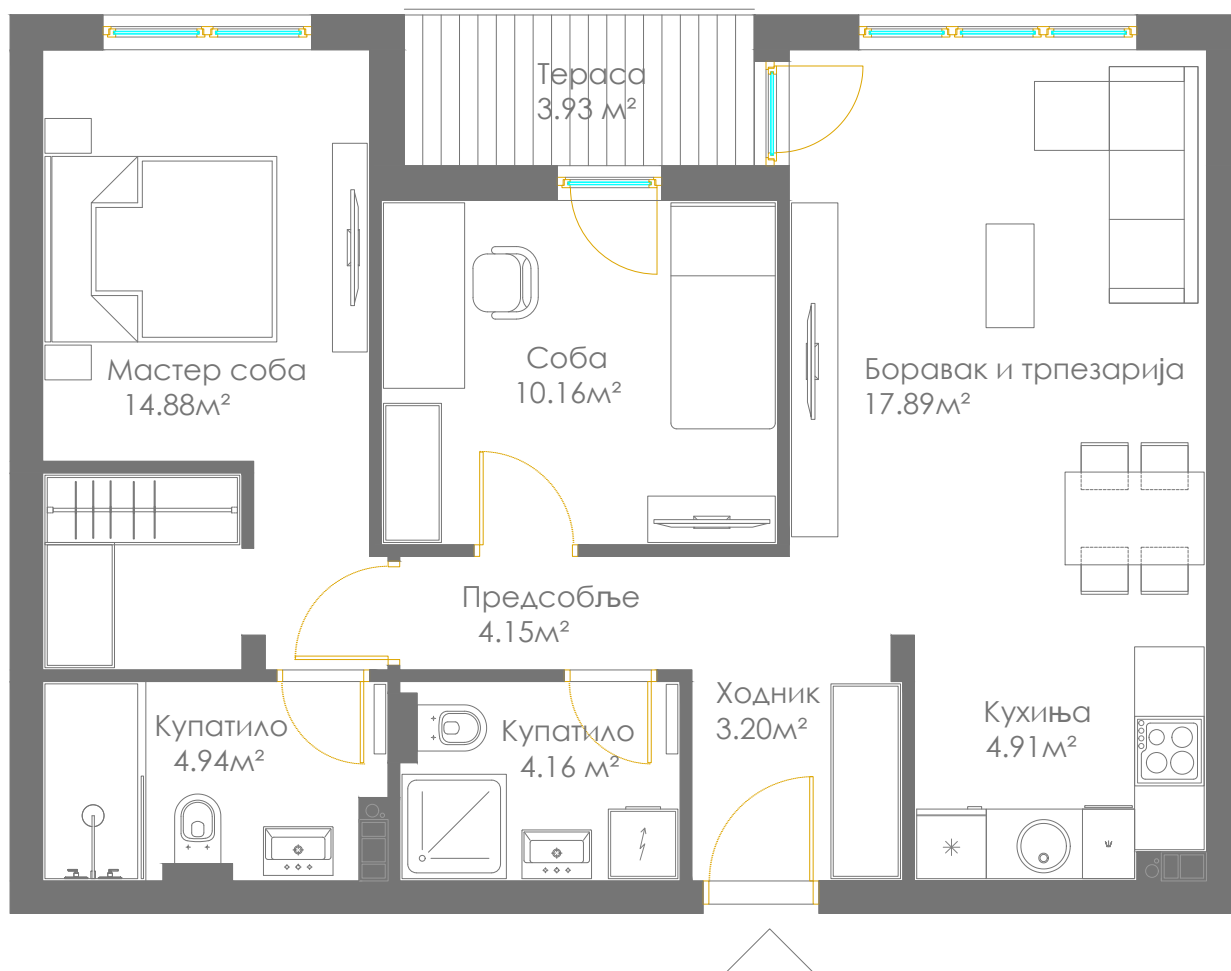 Тераса
3.93 м²
Мастер соба
14.88м²
Соба
10.16м²
Боравак и трпезарија
17.89м²
Предсобље
4.15м²
Купатило
4.94м²
Купатило
4.16 м²
Ходник
3.20м²
Кухиња
4.91м²